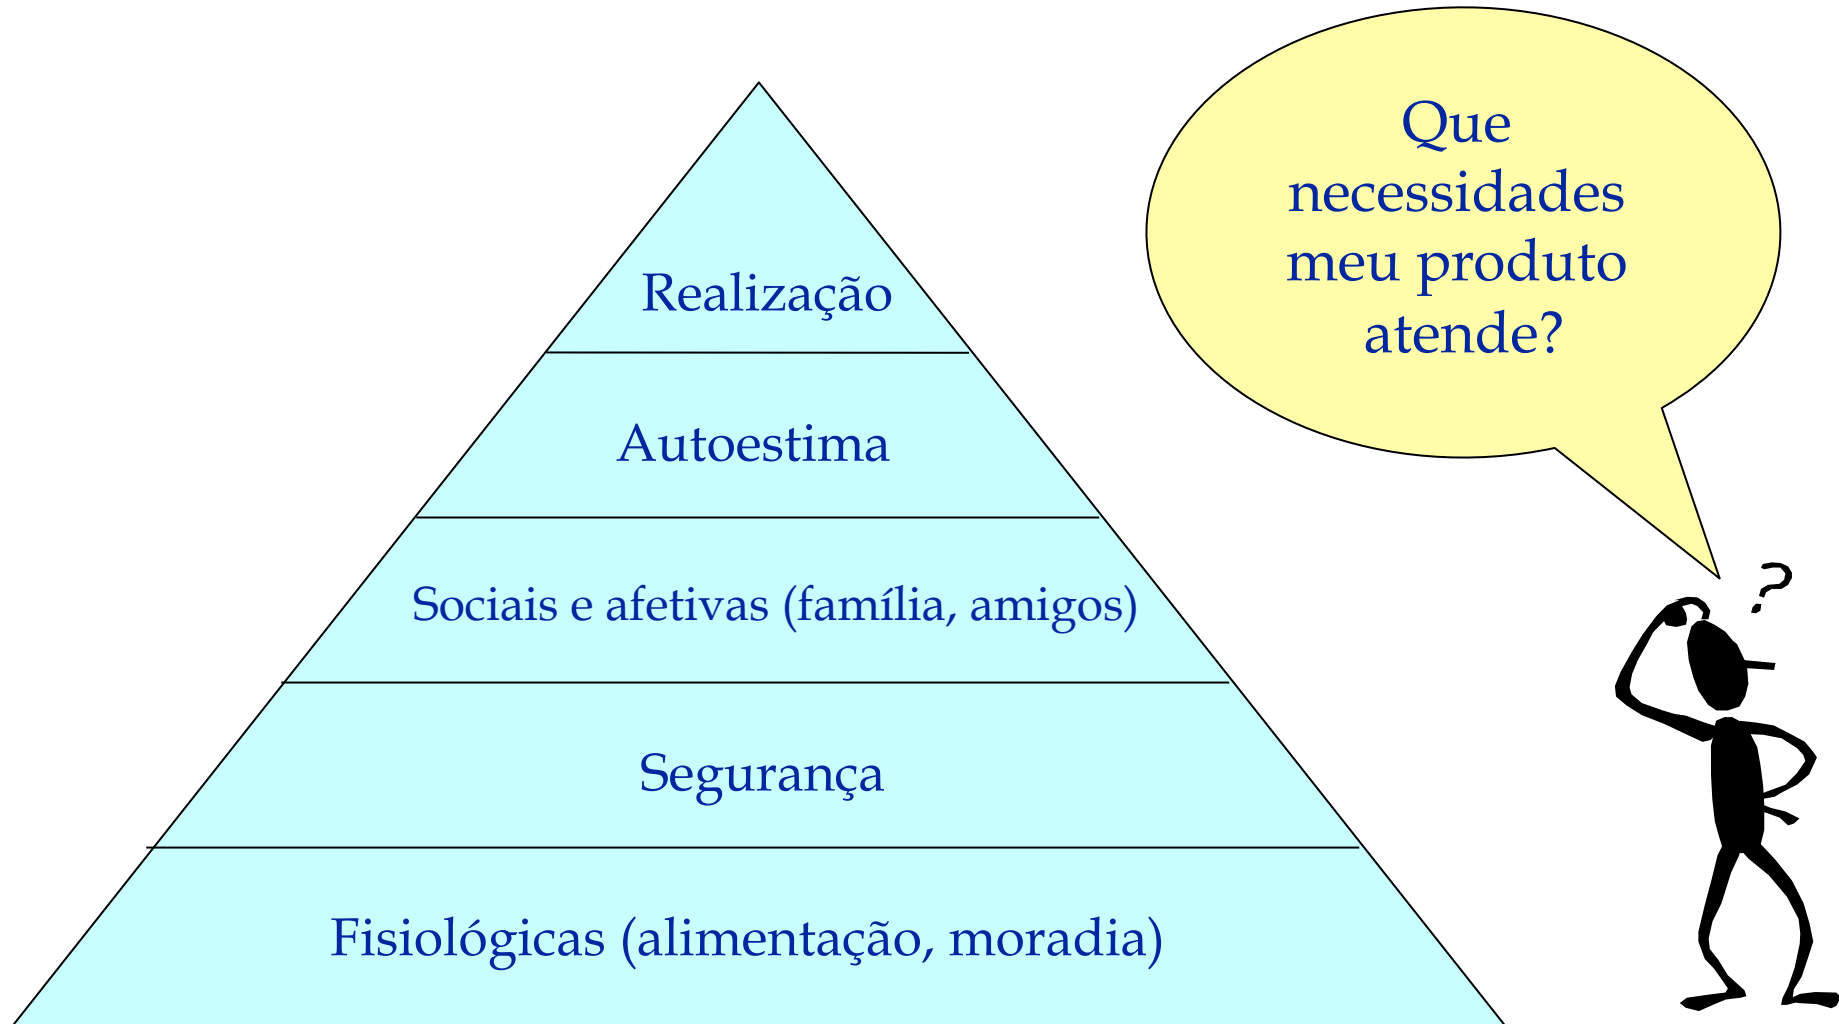 Que
necessidades
meu produto
atende?
Realização
Autoestima
Sociais e afetivas (família, amigos)
Segurança
Fisiológicas (alimentação, moradia)
?